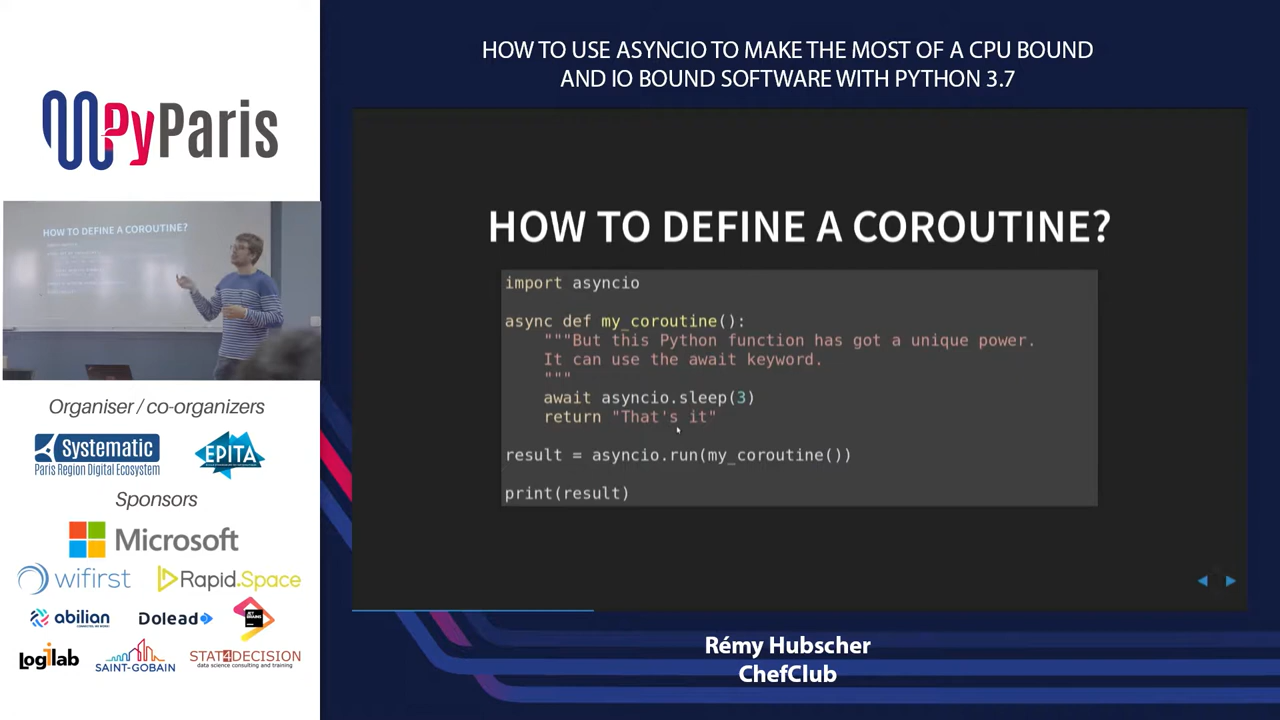 HOW TO USE ASYNCIO TO MAKE THE MOST OF A CPU BOUND
AND IO BOUND SOFTWARE WITH PYTHON 3.7
PyParis
HOW TO DEFINE A COROUTINE?
HOW TO DEFINE A COROUTINE?
import asyncio
async def my_coroutine():
"""But this Python function has got a unique power.
It can use the await keyword.
"""
await asyncio.sleep(3)
return "That's it"
result = asyncio.run(my_coroutine())
print(result)
Organiser / co-organizers
Systematic
Paris Region Digital Ecosystem
EPITA
Sponsors
Microsoft
wifirst
Rapid.Space
abilian
Dolead
JET
BRAINS
Logilab
SAINT-GOBAIN
STAT4DECISION
data science consulting and training
Rémy Hubscher
ChefClub